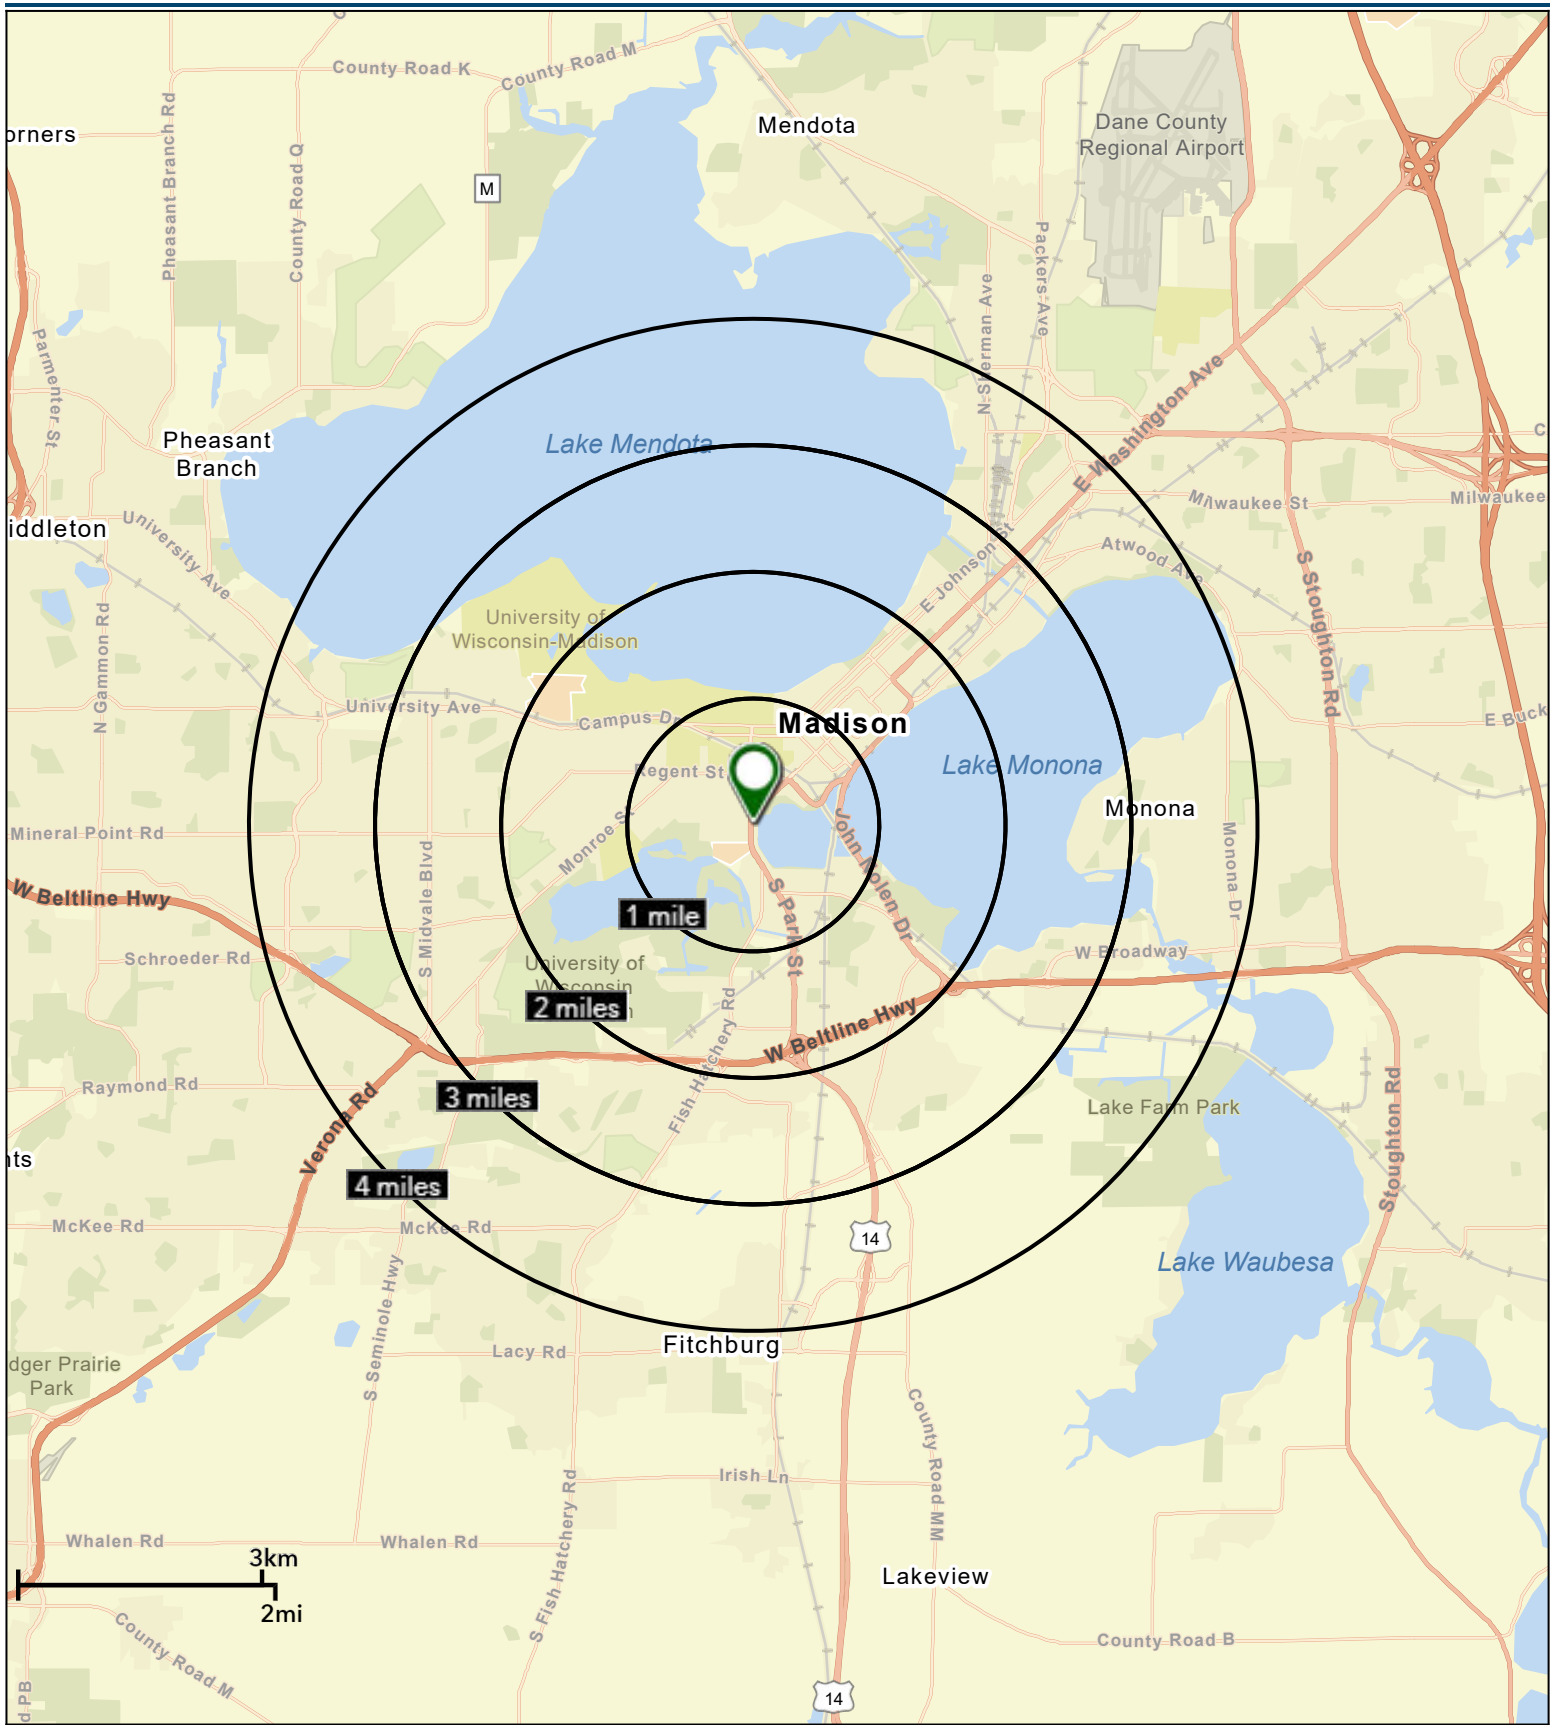 County Road K
County Road M
Pheasant Branch Rd
County Road Q
orners
M
Mendota
Dane County
Regional Airport
Packers Ave
N Sherman Ave
Parmenter St
Pheasant
Branch
Lake Mendota
E Washington Ave
Milwaukee St
Milwaukee
C
iddleton
University Ave
E Johnson St
Atwood Ave
S Stoughton Rd
University of
Wisconsin-Madison
N Gammon Rd
University Ave
Campus Dr
Madison
E Buck
Regent St
Lake Monona
Monona
Mineral Point Rd
Monroe St
John Nolen Dr
Monona Dr
S Midvale Blvd
W Beltline Hwy
1 mile
S Park St
Schroeder Rd
University of
Wisconsin
2 miles
n
W Broadway
Fish Hatchery Rd
W Beltline Hwy
Raymond Rd
3 miles
Verona Rd
Lake Farm Park
Stoughton Rd
nts
4 miles
McKee Rd
McKee Rd
14
Lake Waubesa
S Seminole Hwy
Fitchburg
Lacy Rd
dger Prairie
Park
County Road MM
Irish Ln
S Fish Hatchery Rd
Whalen Rd
Whalen Rd
3km
2mi
Lakeview
County Road M
County Road B
d PB
14